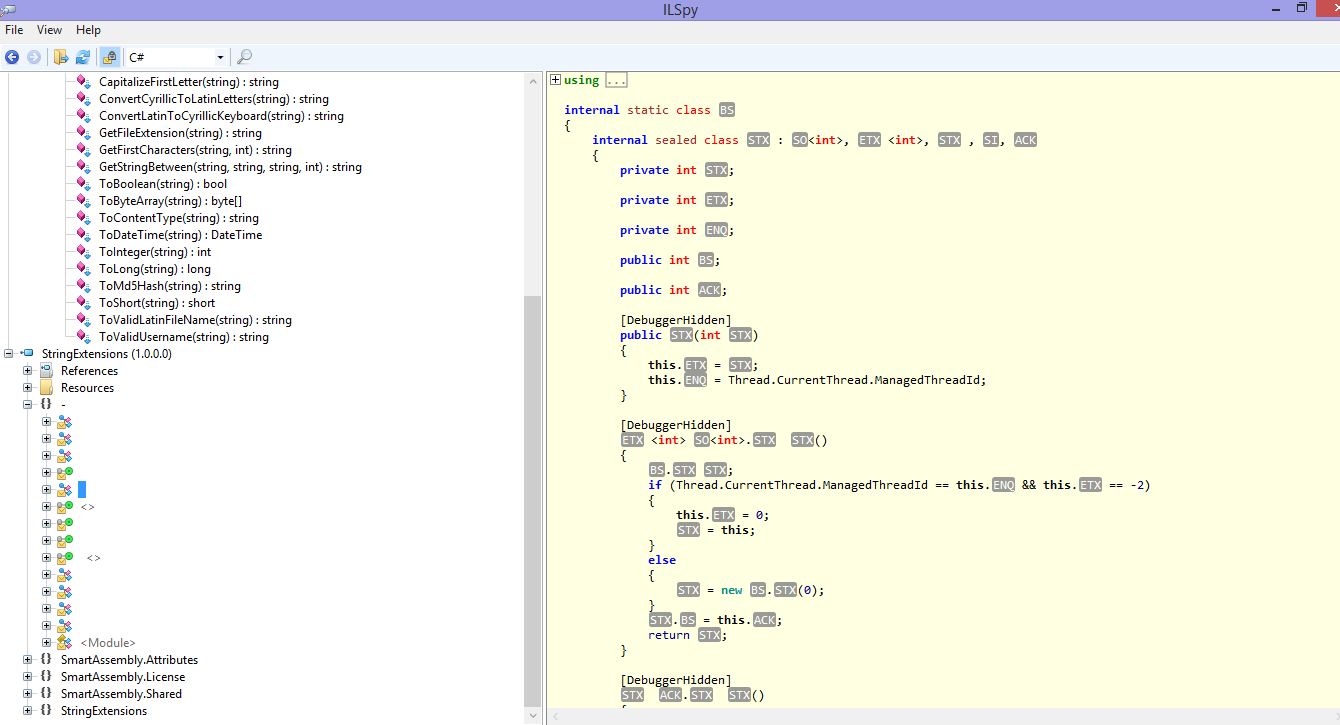 ILSpy
File View Help
C#
CapitalizeFirstLetter(string) : string
ConvertCyrillicToLatinLetters(string) : string
ConvertLatinToCyrillicKeyboard(string) : string
GetFileExtension(string) : string
GetFirstCharacters(string, int) : string
GetStringBetween(string, string, string, int) : string
ToBoolean(string) : bool
ToByteArray(string) : byte[]
ToContentType(string) : string
ToDateTime(string) : DateTime
ToInteger(string) : int
ToLong(string) : long
ToMd5Hash(string) : string
ToShort(string) : short
ToValidLatinFileName(string) : string
ToValidUsername(string) : string
StringExtensions (1.0.0.0)
References
Resources
{} -
<>
<>
<Module>
{} SmartAssembly.Attributes
{} SmartAssembly.License
{} SmartAssembly.Shared
{} StringExtensions
using ...
internal static class BS
{
internal sealed class STX : SO<int>, ETX <int>, STX , SI, ACK
{
private int STX;
private int ETX;
private int ENQ;
public int BS;
public int ACK;
[DebuggerHidden]
public STX(int STX)
{
this.ETX = STX;
this.ENQ = Thread.CurrentThread.ManagedThreadId;
}
[DebuggerHidden]
ETX <int> SO<int>.STX STX()
{
BS.STX STX;
if (Thread.CurrentThread.ManagedThreadId == this.ENQ && this.ETX == -2)
{
this.ETX = 0;
STX = this;
}
else
{
STX = new BS.STX(0);
}
STX.BS = this.ACK;
return STX;
}
[DebuggerHidden]
STX ACK.STX STX()
{